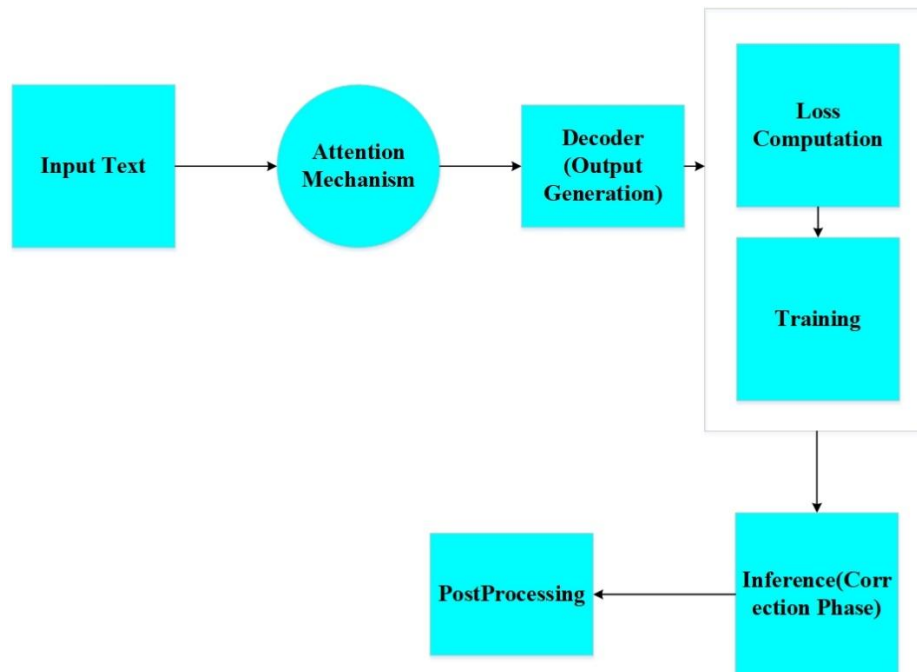 Input Text
Attention
Mechanism
Decoder
(Output
Generation)
Loss
Computation
Training
Inference(Corr
ection Phase)
PostProcessing